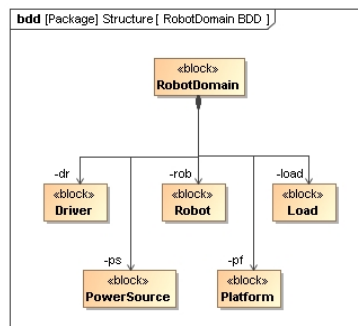 bdd [Package] Structure [ RobotDomain BDD ]
«block»
RobotDomain
-dr
-rob
-load
«block»
Driver
«block»
Robot
«block»
Load
-ps
-pf
«block»
PowerSource
«block»
Platform